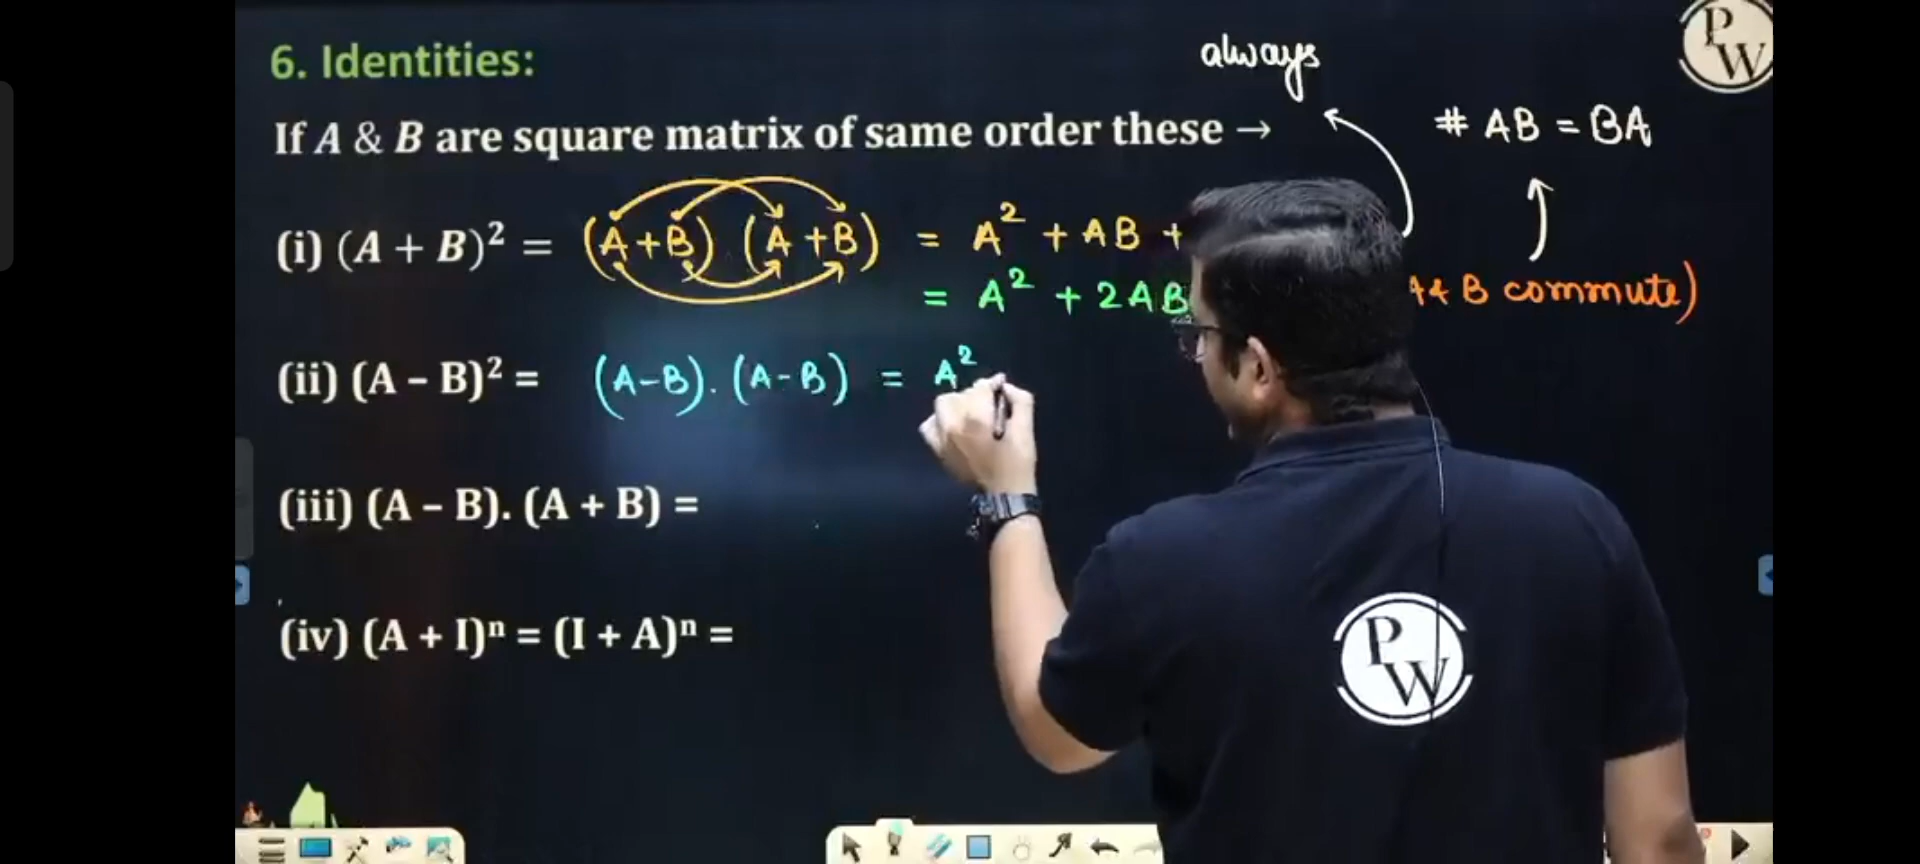 6. Identities:
always
If A & B are square matrix of same order these →
# AB = BA
(i) (A + B)² = (A+B) (A+B) = A² + AB +
= A² + 2AB
A & B commute)
(ii) (A – B)² = (A-B). (A-B) = A²
(iii) (A – B). (A + B) =
(iv) (A + I)ⁿ = (I + A)ⁿ =
PW
PW